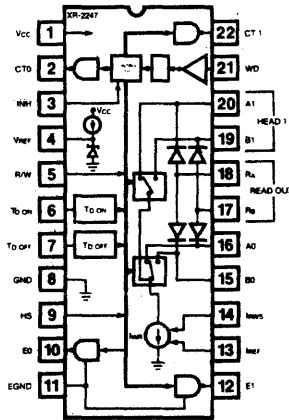 XR-2247
Vcc 1
CT0 2
INH 3
VREF 4
R/W 5
TD ON 6
TD OFF 7
GND 8
HS 9
E0 10
EGND 11
22 CT1
21 WD
20 A1
19 B1
18 RA
17 RB
16 A0
15 B0
14 IRWS
13 IREF
12 E1
HEAD 1
READ OUT
Vcc
TD ON
TD OFF